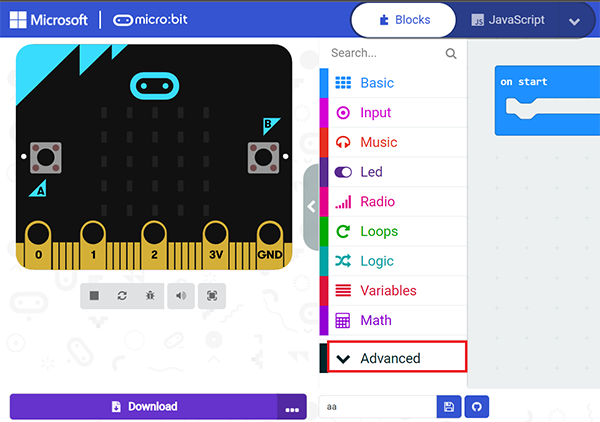 Microsoft | micro:bit
Blocks
JavaScript
Search...
Basic
Input
Music
Led
Radio
Loops
Logic
Variables
Math
Advanced
on start
B
A
0 1 2 3V GND
Download
aa